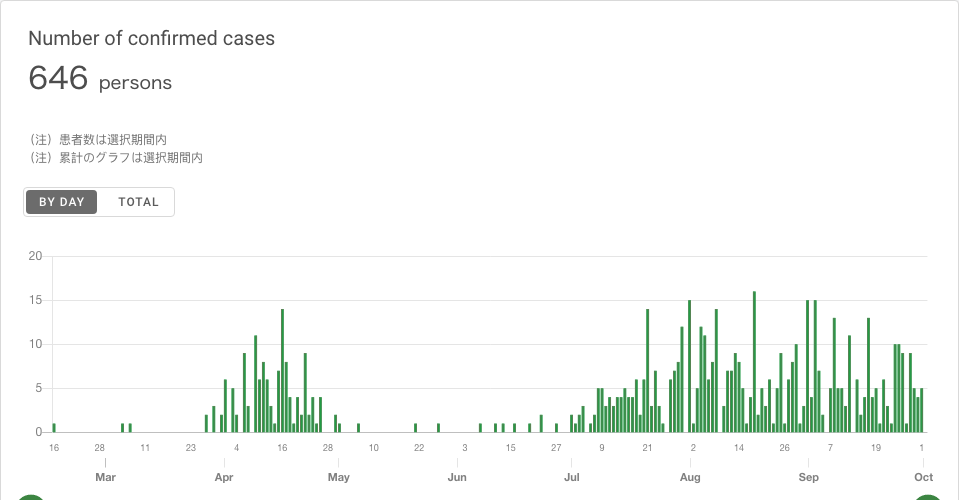 Number of confirmed cases
646 persons
（注）患者数は選択期間内
（注）累計のグラフは選択期間内
BY DAY TOTAL
20
15
10
5
0
16 28 11 23 4 16 28 10 22 3 15 27 9 21 2 14 26 7 19 1
Mar Apr May Jun Jul Aug Sep Oct